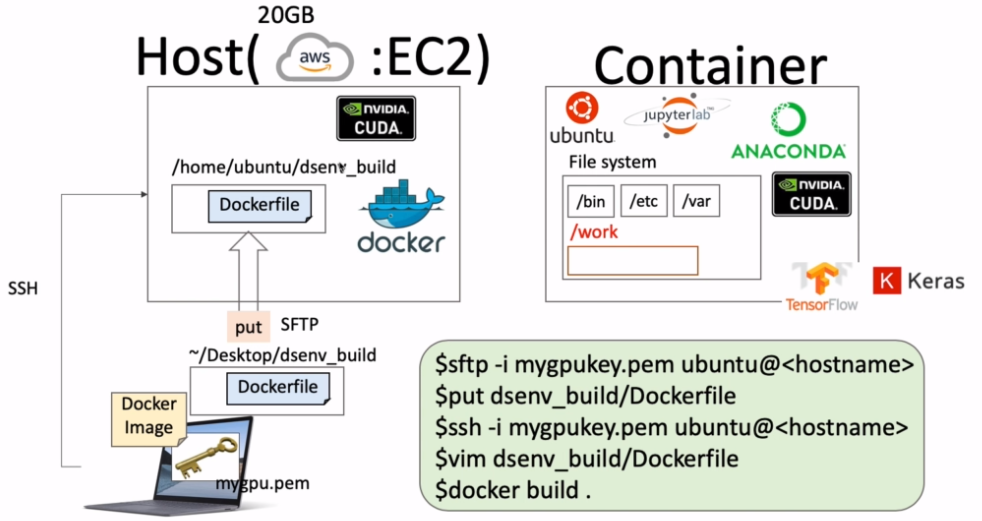 20GB
Host( aws :EC2)
Container
NVIDIA.
CUDA.
/home/ubuntu/dsenv_build
Dockerfile
docker
ubuntu
jupyterlab
ANACONDA
File system
/bin
/etc
/var
NVIDIA.
CUDA.
/work
TensorFlow
K Keras
SSH
put
SFTP
~/Desktop/dsenv_build
Dockerfile
Docker
Image
mygpu.pem
$sftp -i mygpukey.pem ubuntu@<hostname>
$put dsenv_build/Dockerfile
$ssh -i mygpukey.pem ubuntu@<hostname>
$vim dsenv_build/Dockerfile
$docker build .